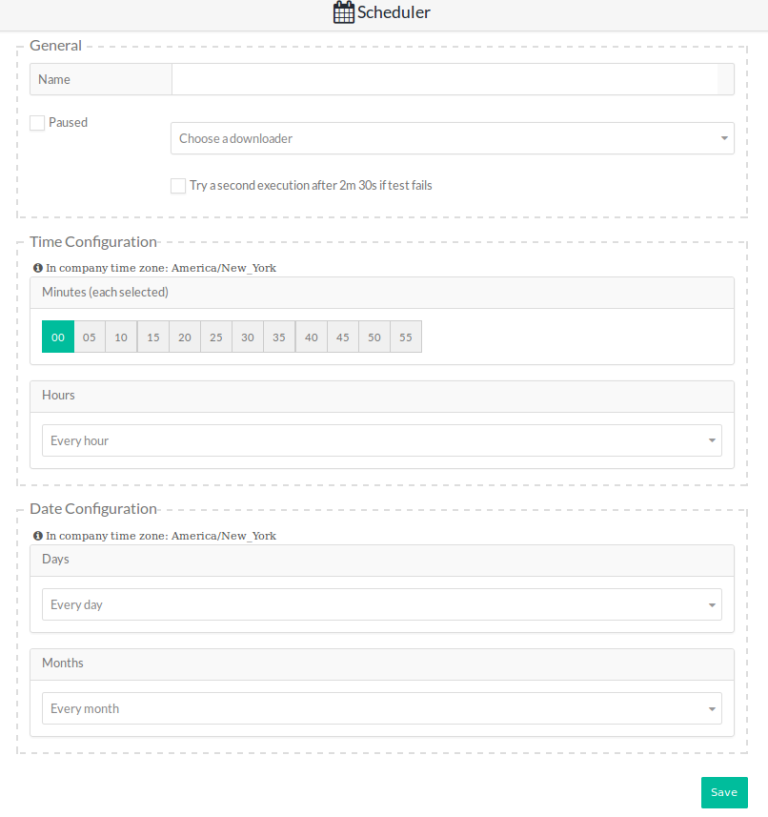 Scheduler
General
Name
Paused
Choose a downloader
Try a second execution after 2m 30s if test fails
Time Configuration
In company time zone: America/New_York
Minutes (each selected)
00 05 10 15 20 25 30 35 40 45 50 55
Hours
Every hour
Date Configuration
In company time zone: America/New_York
Days
Every day
Months
Every month
Save